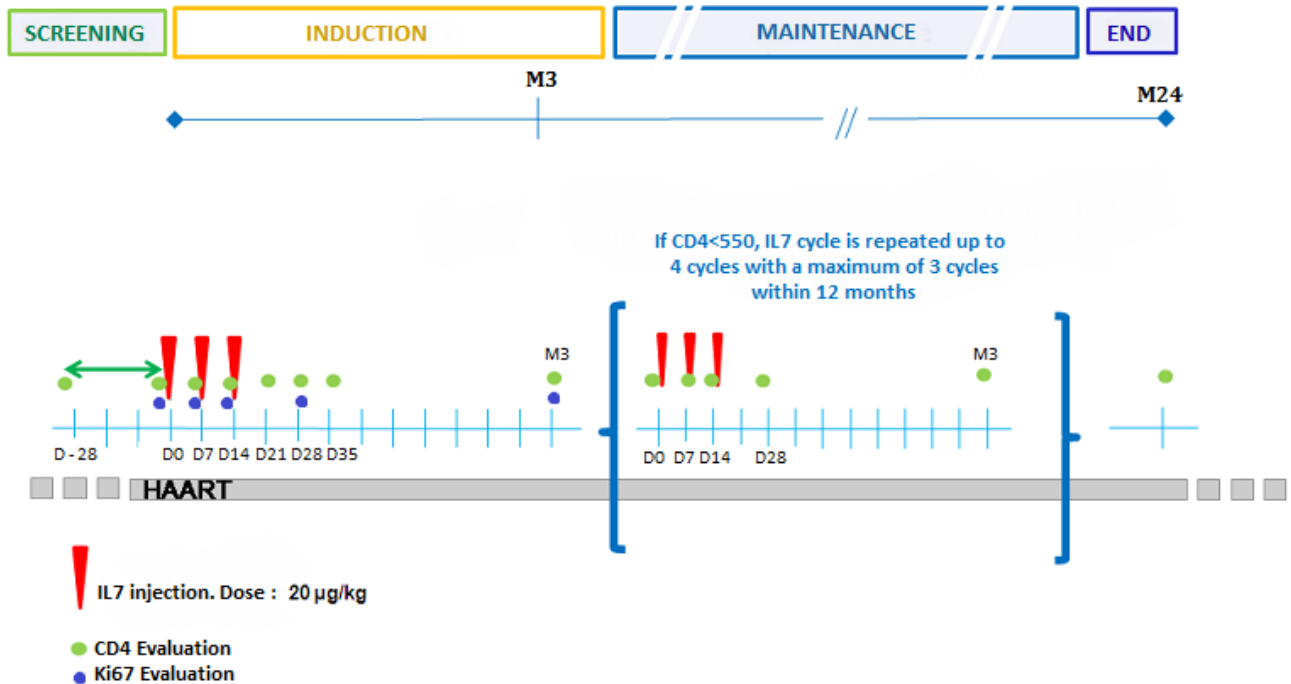 SCREENING INDUCTION MAINTENANCE END
M3
M24
If CD4<550, IL7 cycle is repeated up to
4 cycles with a maximum of 3 cycles
within 12 months
M3 M3
D - 28 D0 D7 D14 D21 D28 D35 D0 D7 D14 D28
HAART
IL7 injection. Dose : 20 µg/kg
CD4 Evaluation
Ki67 Evaluation